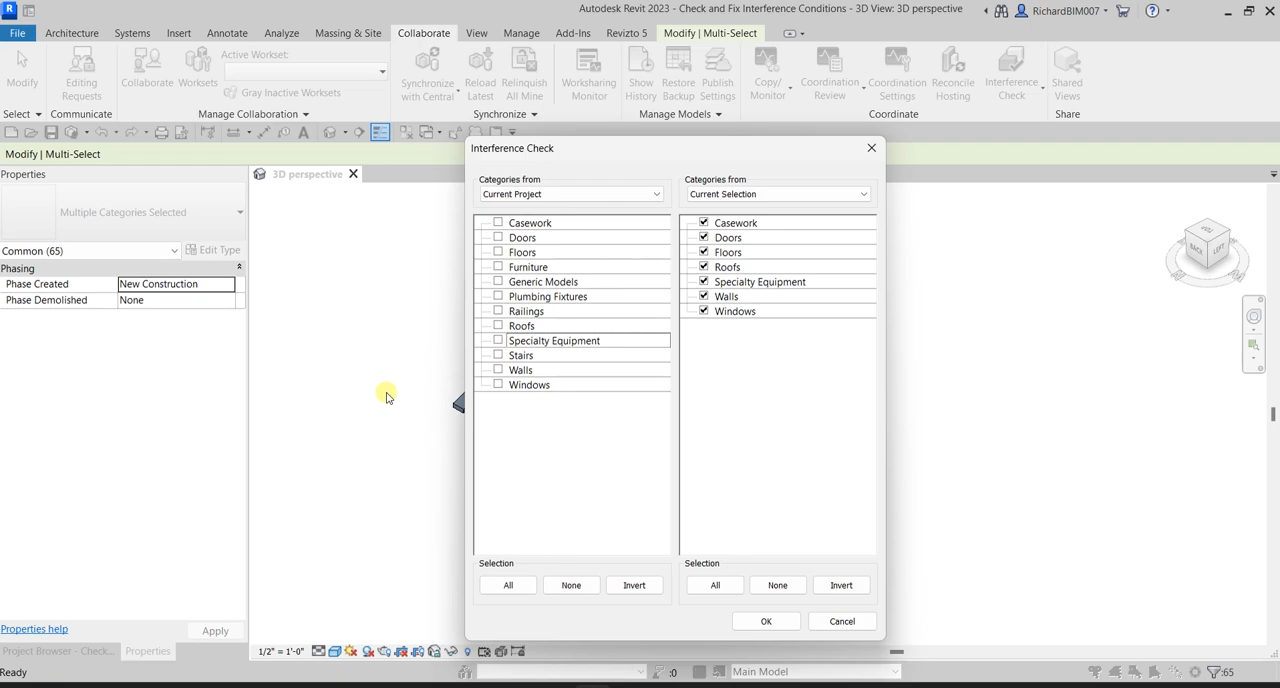 Autodesk Revit 2023 - Check and Fix Interference Conditions - 3D View: 3D perspective
RichardBIM007
File Architecture Systems Insert Annotate Analyze Massing & Site Collaborate View Manage Add-Ins Revizto 5 Modify | Multi-Select
Modify
Editing Requests
Collaborate
Worksets
Active Workset:
Gray Inactive Worksets
Synchronize with Central
Reload Latest
Relinquish All Mine
Worksharing Monitor
Show History
Restore Backup
Publish Settings
Copy/ Monitor
Coordination Review
Coordination Settings
Reconcile Hosting
Interference Check
Shared Views
Select Communicate Manage Collaboration Synchronize Manage Models Coordinate Share
Modify | Multi-Select
Properties
Multiple Categories Selected
Common (65)
Edit Type
Phasing
Phase Created New Construction
Phase Demolished None
Properties help
Apply
Project Browser - Check... Properties
3D perspective
BACK
LEFT
Interference Check
Categories from
Current Project
Casework
Doors
Floors
Furniture
Generic Models
Plumbing Fixtures
Railings
Roofs
Specialty Equipment
Stairs
Walls
Windows
Selection
All None Invert
Categories from
Current Selection
Casework
Doors
Floors
Roofs
Specialty Equipment
Walls
Windows
Selection
All None Invert
OK Cancel
1/2" = 1'-0"
Ready
:0
Main Model
:65